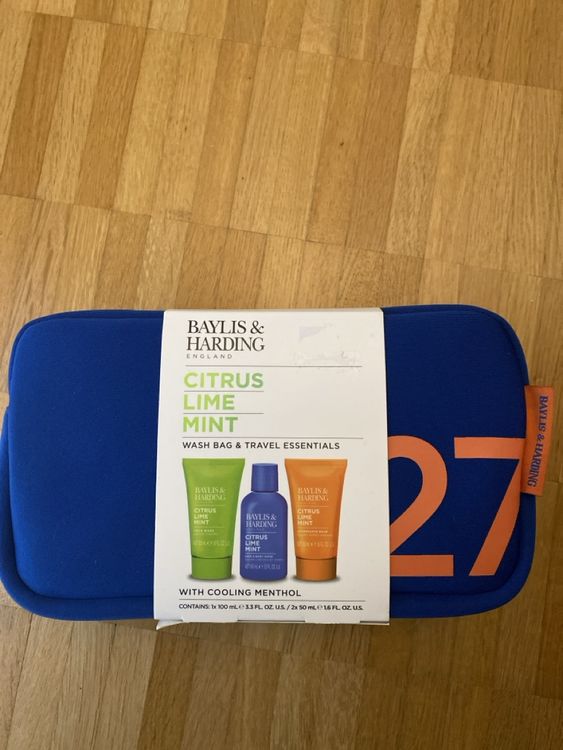 BAYLIS &
HARDING
ENGLAND
CITRUS
LIME
MINT
WASH BAG & TRAVEL ESSENTIALS
BAYLIS &
HARDING
CITRUS
LIME
MINT
BAYLIS &
HARDING
CITRUS
LIME
MINT
BAYLIS &
HARDING
CITRUS
LIME
MINT
WITH COOLING MENTHOL
CONTAINS: 1x 100 mL ℮ 3.3 FL. OZ. U.S. / 2x 50 mL ℮ 1.6 FL. OZ. U.S.
27
BAYLIS & HARDING
ENGLAND